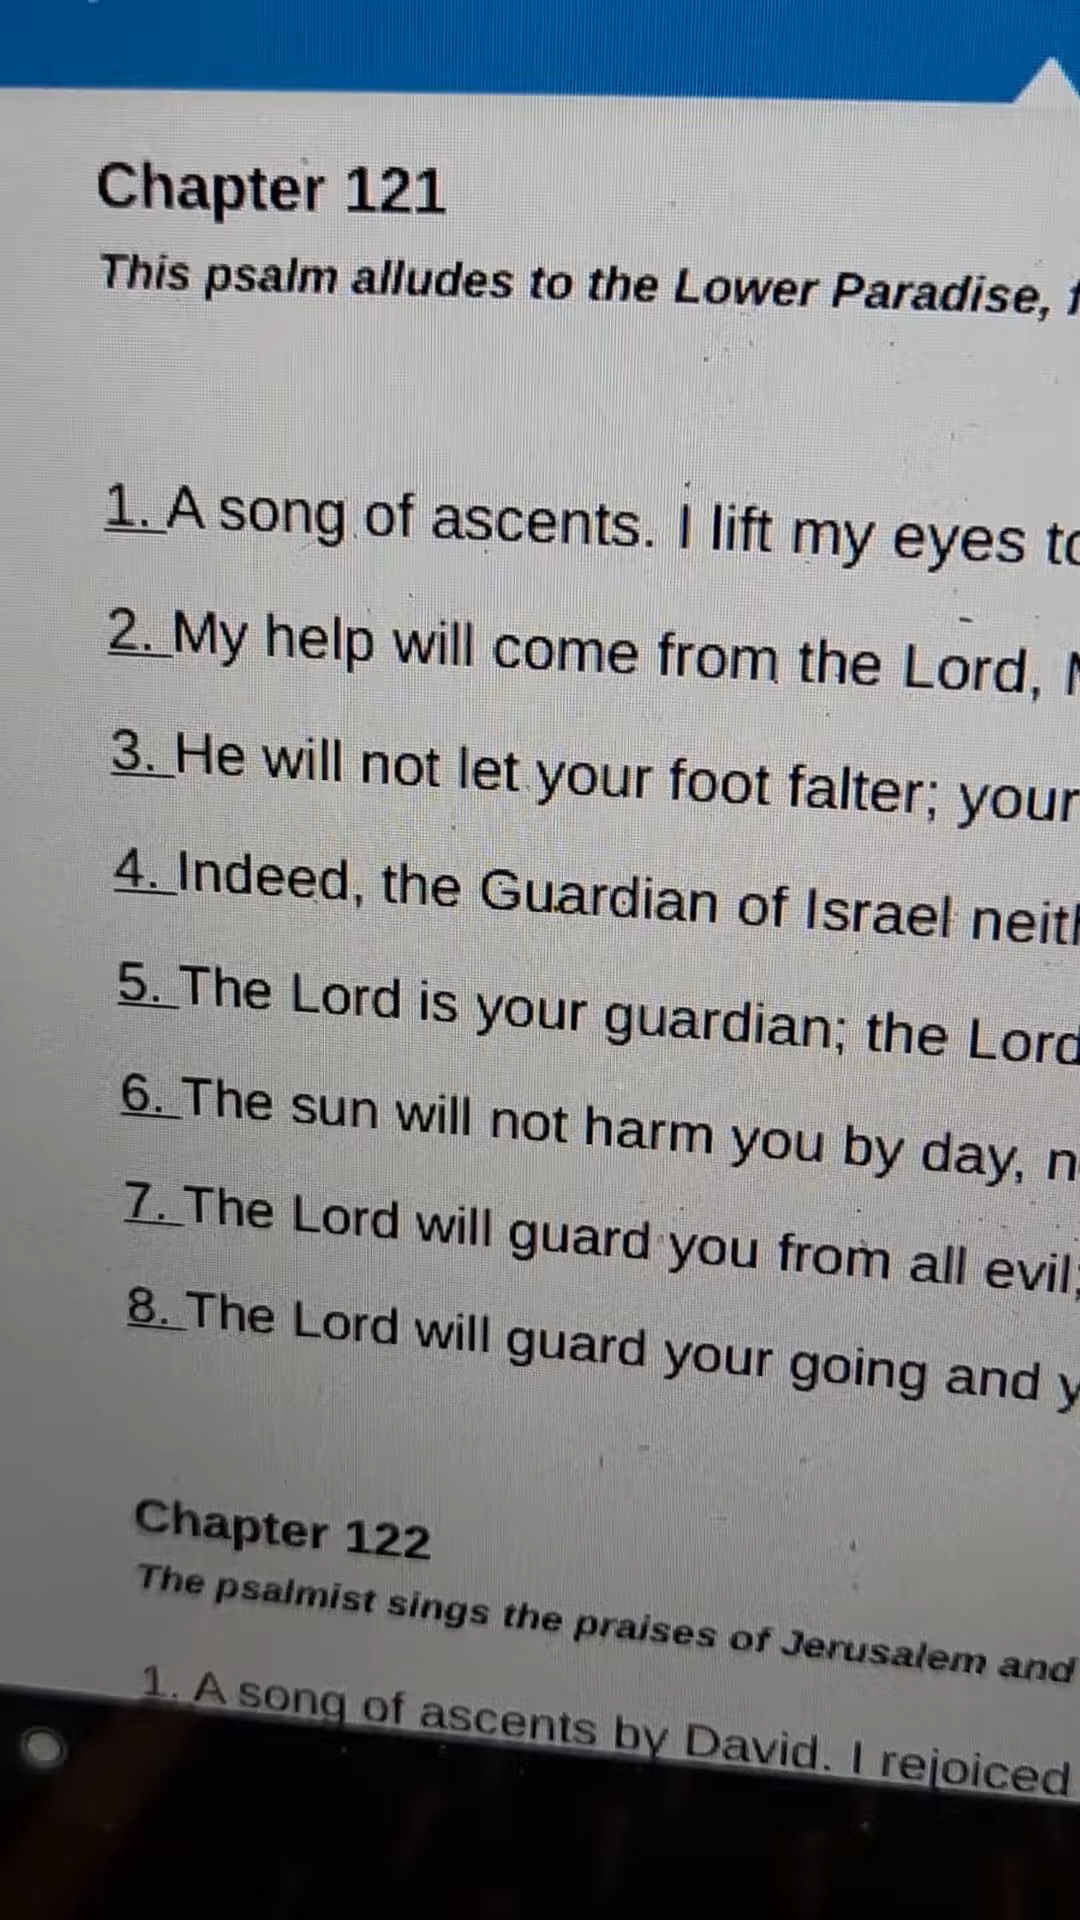 Chapter 121
This psalm alludes to the Lower Paradise,
1. A song of ascents. I lift my eyes
2. My help will come from the Lord,
3. He will not let your foot falter; your
4. Indeed, the Guardian of Israel
5. The Lord is your guardian; the Lord
6. The sun will not harm you by day,
7. The Lord will guard you from all evil;
8. The Lord will guard your going and
Chapter 122
The psalmist sings the praises of Jerusalem and
1. A song of ascents by David. I rejoiced